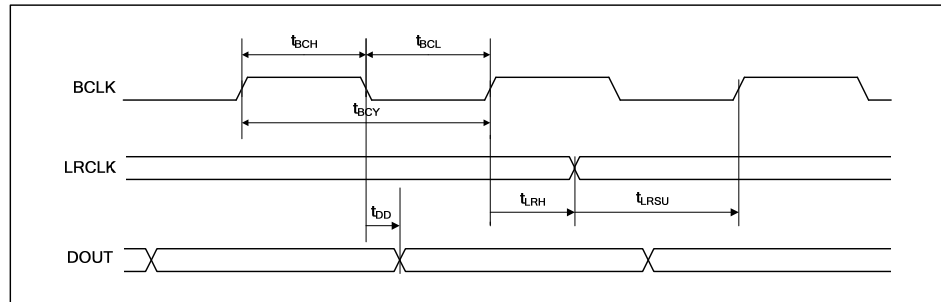 tBCH tBCL
BCLK
tBCY
LRCLK
tLRH tLRSU
tDD
DOUT